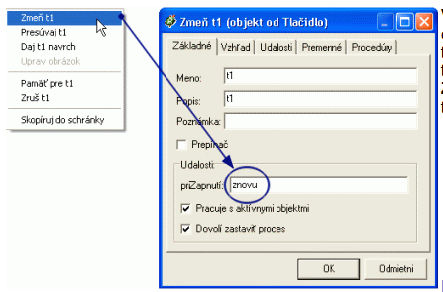 Zmeň t1
Presúvaj t1
Daj t1 navrch
Uprav obrázok
Pamäť pre t1
Zruš t1
Skopíruj do schránky
Zmeň t1 (objekt od Tlačidlo)
Základné Vzhľad Udalosti Premenné Procedúry
Meno: t1
Popis: t1
Poznámka:
Prepínač
Udalosti:
priZapnutí: znovu
Pracuje s aktívnymi objektmi
Dovolí zastaviť proces
OK Odmietni